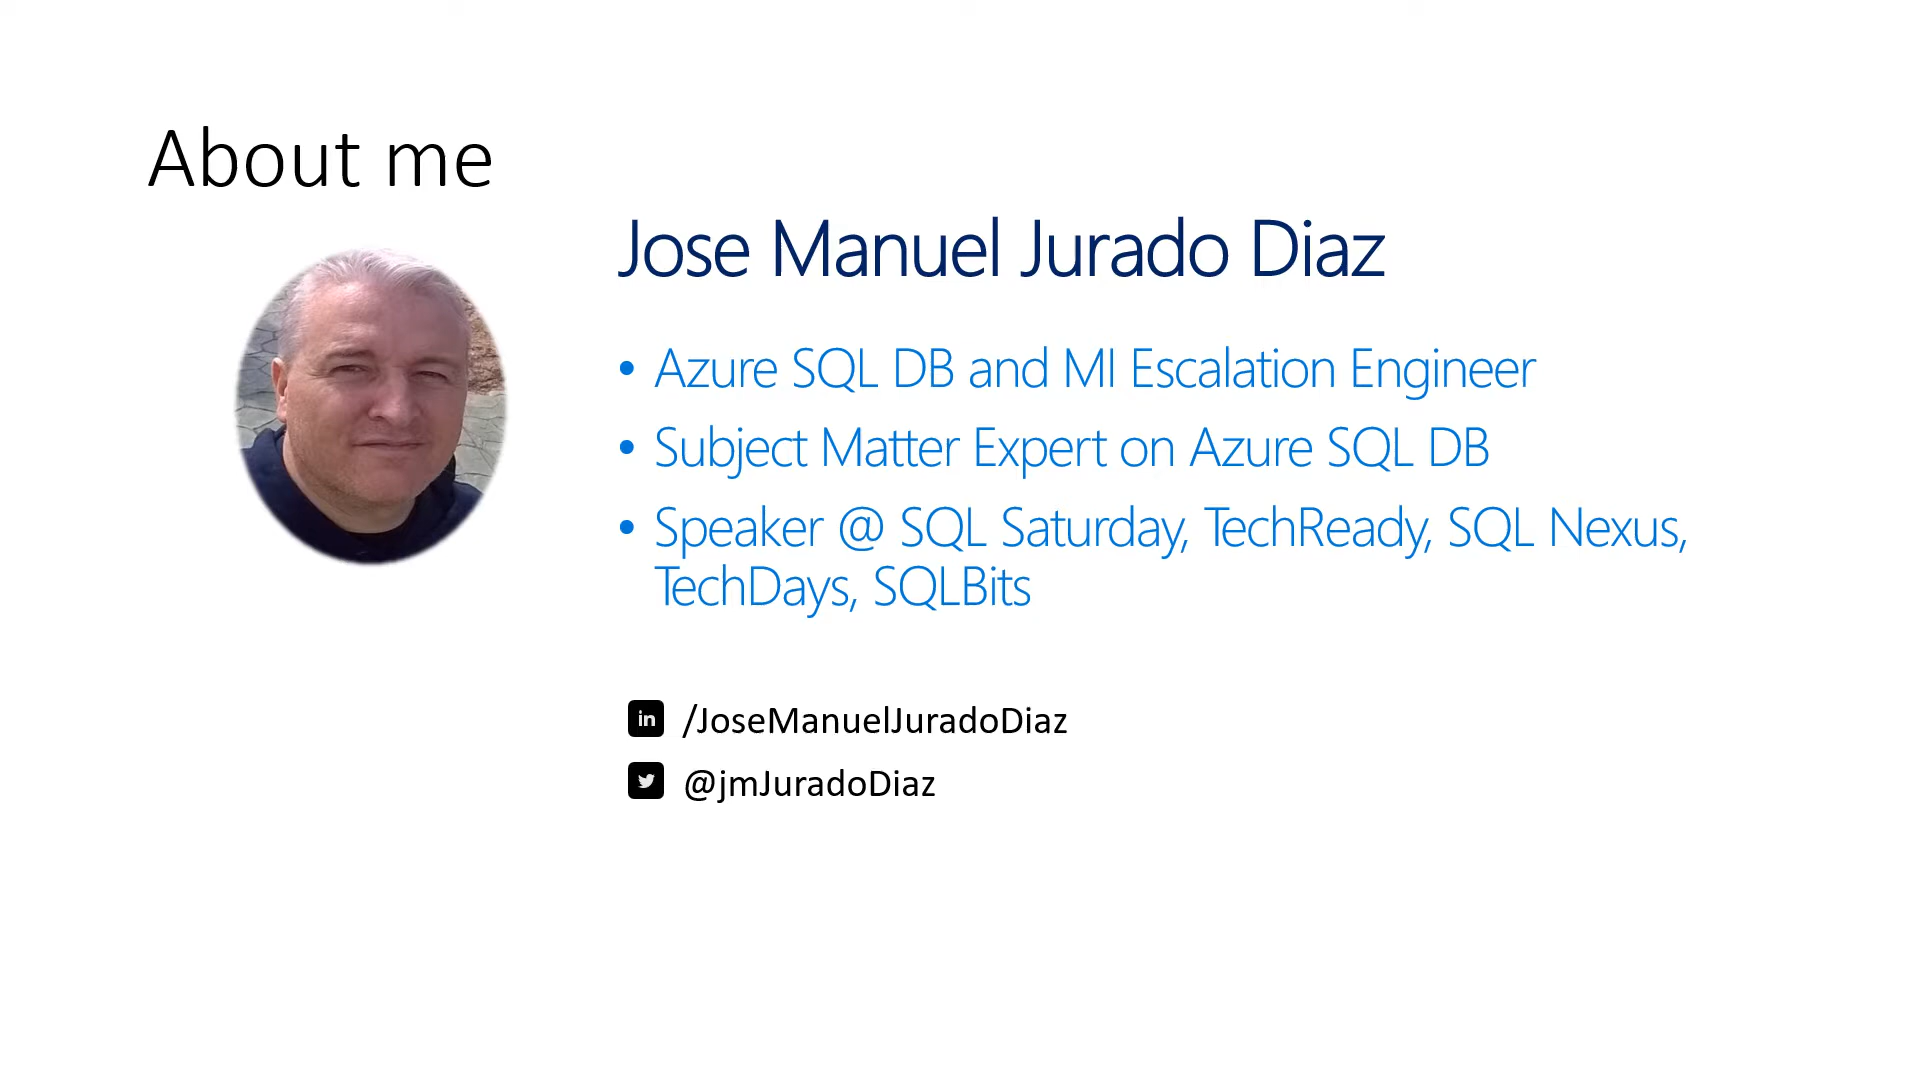 About me
Jose Manuel Jurado Diaz
• Azure SQL DB and MI Escalation Engineer
• Subject Matter Expert on Azure SQL DB
• Speaker @ SQL Saturday, TechReady, SQL Nexus,
TechDays, SQLBits
in /JoseManuelJuradoDiaz
@jmJuradoDiaz